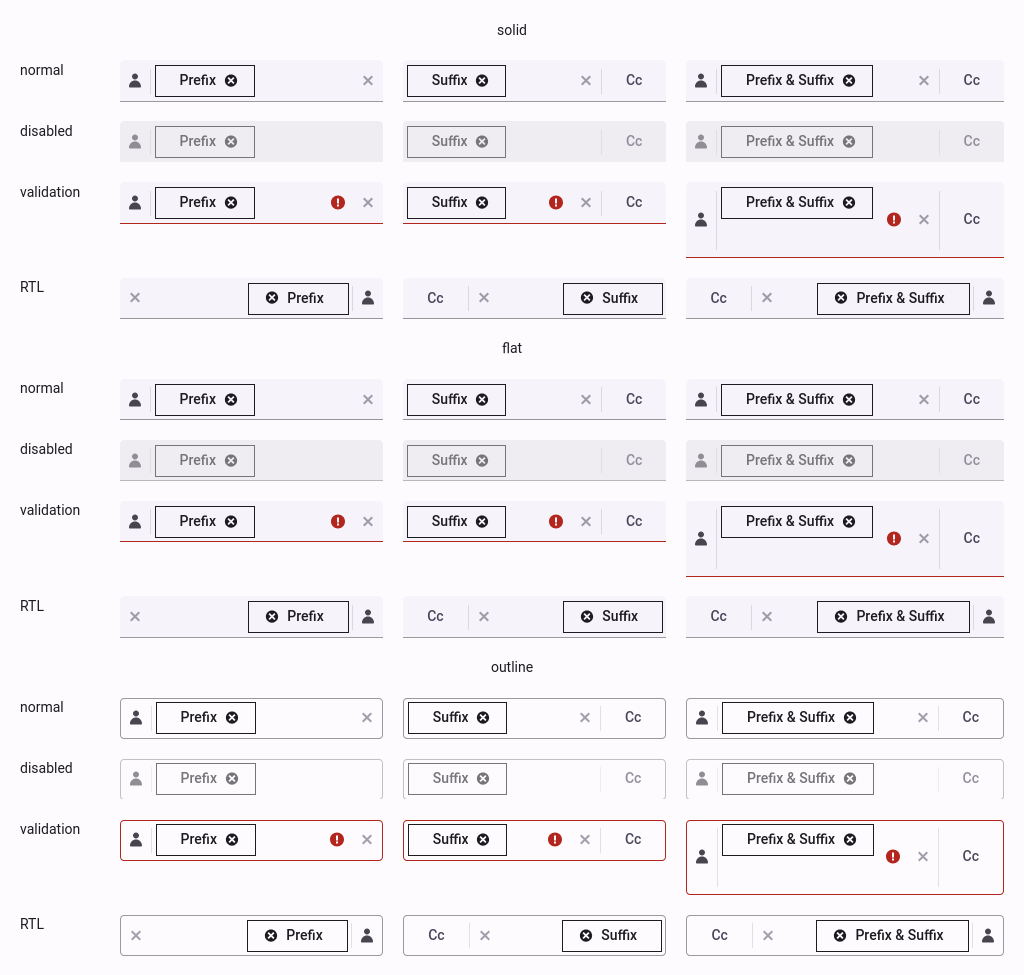 solid
normal Prefix Suffix Cc Prefix & Suffix Cc
disabled Prefix Suffix Cc Prefix & Suffix Cc
validation Prefix Suffix Cc Prefix & Suffix Cc
RTL Prefix Cc Suffix Cc Prefix & Suffix
flat
normal Prefix Suffix Cc Prefix & Suffix Cc
disabled Prefix Suffix Cc Prefix & Suffix Cc
validation Prefix Suffix Cc Prefix & Suffix Cc
RTL Prefix Cc Suffix Cc Prefix & Suffix
outline
normal Prefix Suffix Cc Prefix & Suffix Cc
disabled Prefix Suffix Cc Prefix & Suffix Cc
validation Prefix Suffix Cc Prefix & Suffix Cc
RTL Prefix Cc Suffix Cc Prefix & Suffix